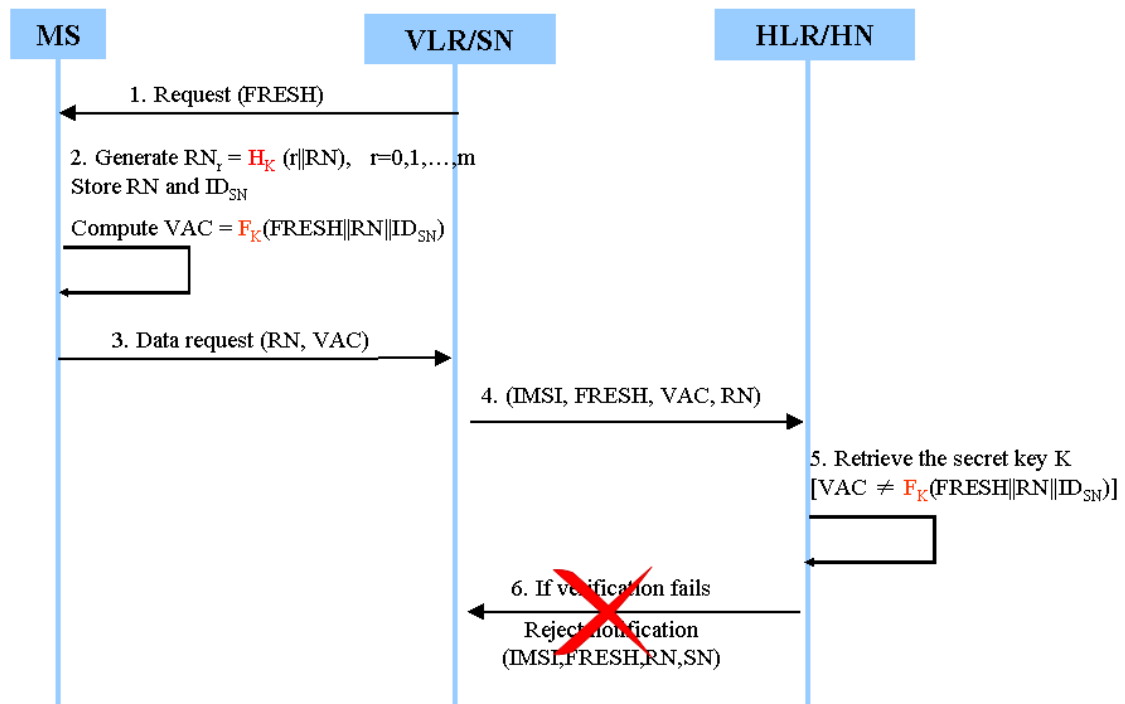 MS
VLR/SN
HLR/HN
1. Request (FRESH)
2. Generate RNr = HK (r||RN),   r=0,1,…,m
Store RN and IDSN
Compute VAC = FK(FRESH||RN||IDSN)
3. Data request (RN, VAC)
4. (IMSI, FRESH, VAC, RN)
5. Retrieve the secret key K
[VAC ≠ FK(FRESH||RN||IDSN)]
6. If verification fails
Reject notification
(IMSI,FRESH,RN,SN)